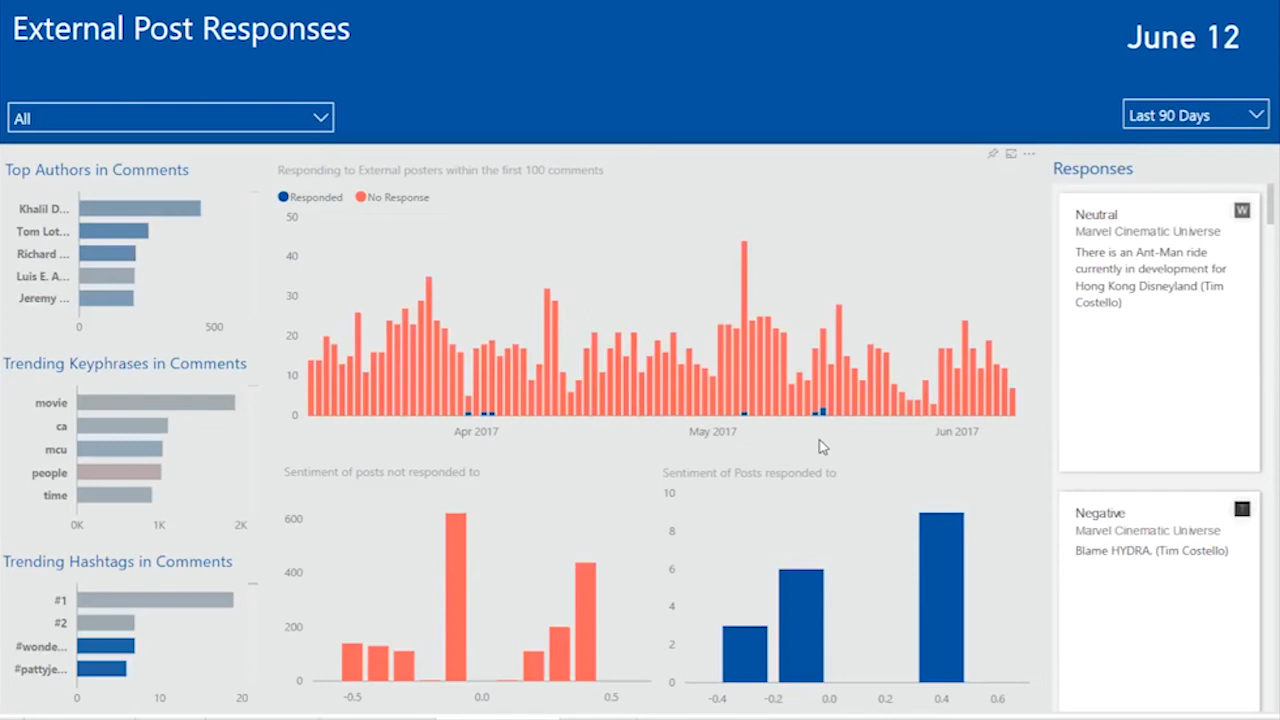 External Post Responses
June 12
All
Last 90 Days
Top Authors in Comments
Khalil D...
Tom Lot...
Richard ...
Luis E. A...
Jeremy ...
0
500
Trending Keyphrases in Comments
movie
ca
mcu
people
time
0K
1K
2K
Trending Hashtags in Comments
#1
#2
#wonde...
#pattyje...
0
10
20
Responding to External posters within the first 100 comments
Responded
No Response
50
40
30
20
10
0
Apr 2017
May 2017
Jun 2017
Sentiment of posts not responded to
600
400
200
0
-0.5
0.0
0.5
Sentiment of Posts responded to
10
8
6
4
2
0
-0.4
-0.2
0.0
0.2
0.4
0.6
Responses
Neutral
W
Marvel Cinematic Universe
There is an Ant-Man ride
currently in development for
Hong Kong Disneyland (Tim
Costello)
Negative
Marvel Cinematic Universe
Blame HYDRA. (Tim Costello)